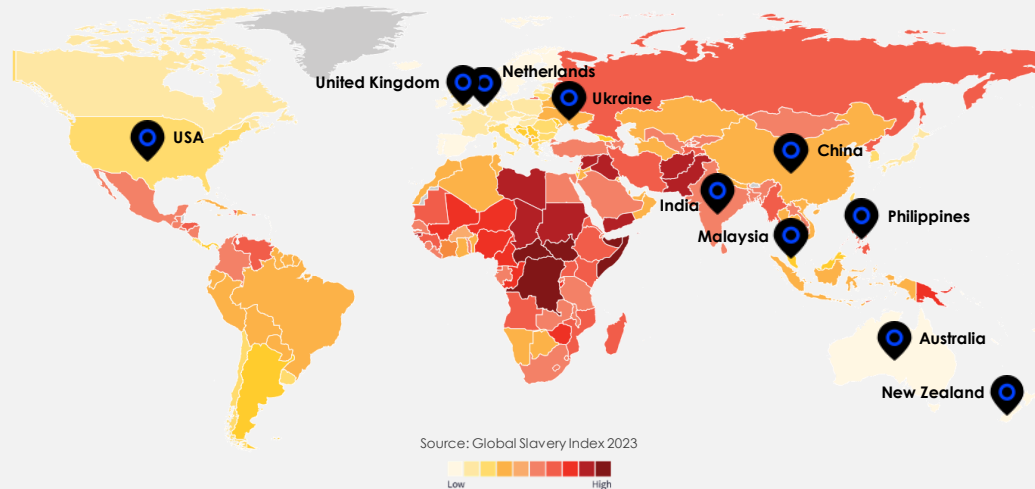 Netherlands
United Kingdom
Ukraine
USA
China
India
Philippines
Malaysia
Australia
New Zealand
Source: Global Slavery Index 2023
Low
High